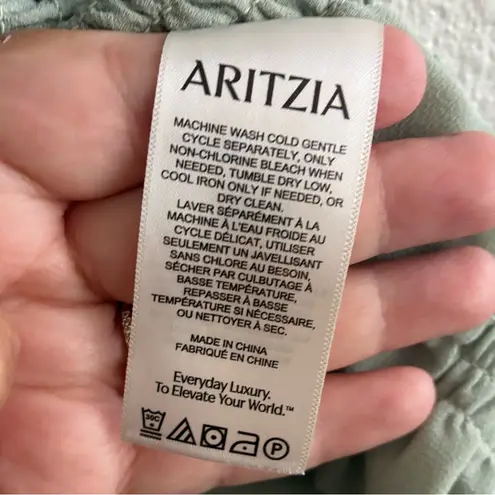 ARITZIA
MACHINE WASH COLD GENTLE
CYCLE SEPARATELY, ONLY
NON-CHLORINE BLEACH WHEN
NEEDED, TUMBLE DRY LOW,
COOL IRON ONLY IF NEEDED, OR
DRY CLEAN.
LAVER SÉPARÉMENT À LA
MACHINE À L'EAU FROIDE AU
CYCLE DÉLICAT, UTILISER
SEULEMENT UN JAVELLISANT
SANS CHLORE AU BESOIN,
SÉCHER PAR CULBUTAGE À
BASSE TEMPÉRATURE,
REPASSER À BASSE
TEMPÉRATURE SI NÉCESSAIRE,
OU NETTOYER À SEC.
MADE IN CHINA
FABRIQUÉ EN CHINE
Everyday Luxury.
To Elevate Your World.™
30C P